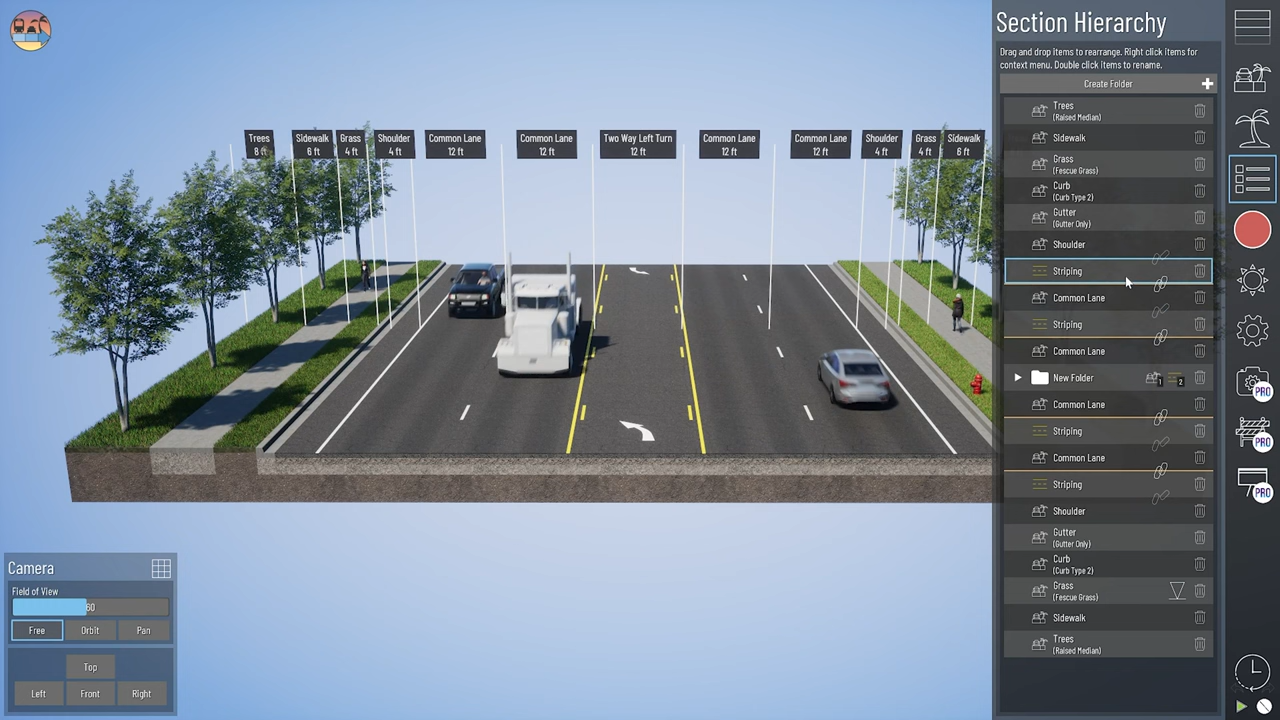 Section Hierarchy
Drag and drop items to rearrange. Right click items for
context menu. Double click items to rename.
Create Folder
Trees
(Raised Median)
Sidewalk
Grass
(Fescue Grass)
Curb
(Curb Type 2)
Gutter
(Gutter Only)
Shoulder
Striping
Common Lane
Striping
Common Lane
New Folder 1 2
Common Lane
Striping
Common Lane
Striping
Shoulder
Gutter
(Gutter Only)
Curb
(Curb Type 2)
Grass
(Fescue Grass)
Sidewalk
Trees
(Raised Median)
PRO
PRO
PRO
Trees Sidewalk Grass Shoulder Common Lane Common Lane Two Way Left Turn Common Lane Common Lane Shoulder Grass Sidewalk
8 ft 6 ft 4 ft 4 ft 12 ft 12 ft 12 ft 12 ft 12 ft 4 ft 4 ft 6 ft
Camera
Field of View
60
Free Orbit Pan
Top
Left Front Right